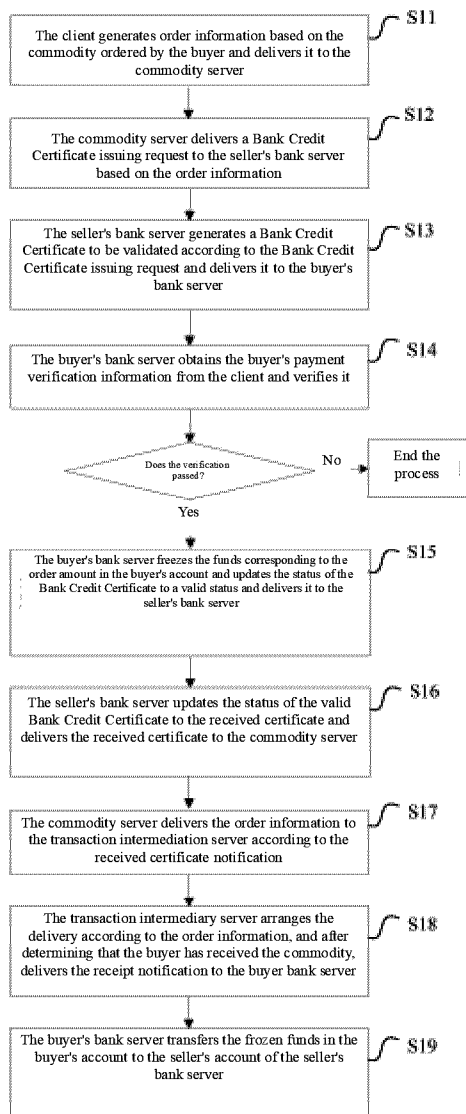 S11
The client generates order information based on the
commodity ordered by the buyer and delivers it to the
commodity server
S12
The commodity server delivers a Bank Credit
Certificate issuing request to the seller's bank server
based on the order information
S13
The seller's bank server generates a Bank Credit
Certificate to be validated according to the Bank Credit
Certificate issuing request and delivers it to the buyer's
bank server
S14
The buyer's bank server obtains the buyer's payment
verification information from the client and verifies it
Does the verification
passed?
No
End the
process
Yes
S15
The buyer's bank server freezes the funds corresponding to the
order amount in the buyer's account and updates the status of the
Bank Credit Certificate to a valid status and delivers it to the
seller's bank server
S16
The seller's bank server updates the status of the valid
Bank Credit Certificate to the received certificate and
delivers the received certificate to the commodity server
S17
The commodity server delivers the order information to
the transaction intermediation server according to the
received certificate notification
S18
The transaction intermediary server arranges the
delivery according to the order information, and after
determining that the buyer has received the commodity,
delivers the receipt notification to the buyer bank server
S19
The buyer's bank server transfers the frozen funds in the
buyer's account to the seller's account of the seller's
bank server